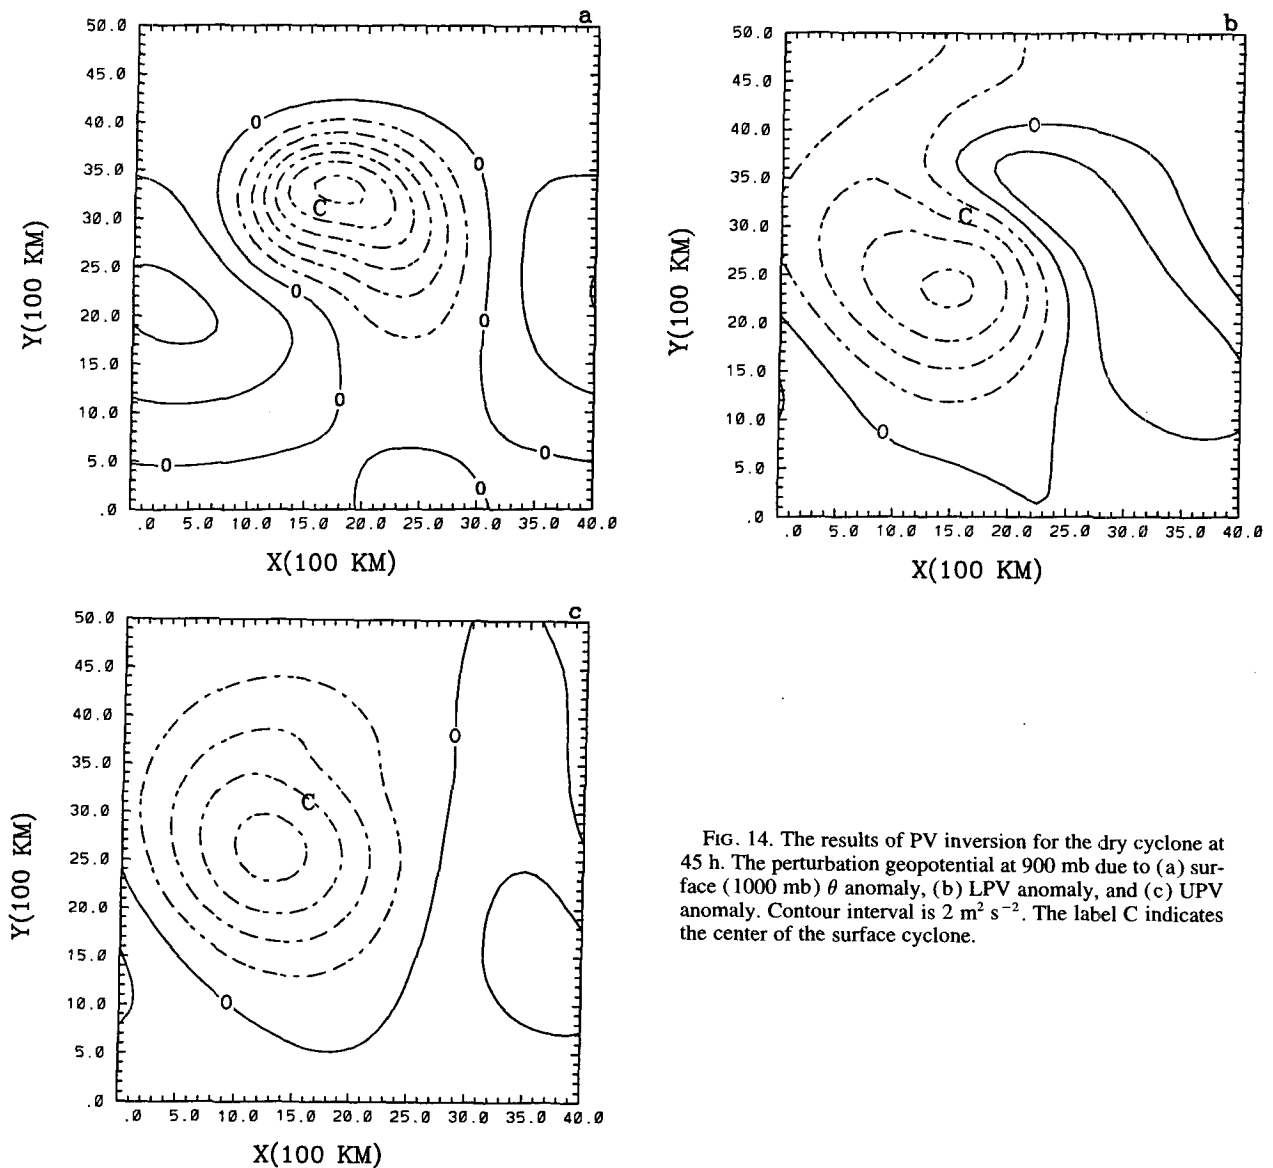 a
50.0
45.0
40.0
35.0
30.0
25.0
20.0
15.0
10.0
5.0
.0
Y(100 KM)
0
0
C
0
0
0
0
0
0
.0 5.0 10.0 15.0 20.0 25.0 30.0 35.0 40.0
X(100 KM)
b
50.0
45.0
40.0
35.0
30.0
25.0
20.0
15.0
10.0
5.0
.0
Y(100 KM)
0
C
0
.0 5.0 10.0 15.0 20.0 25.0 30.0 35.0 40.0
X(100 KM)
c
50.0
45.0
40.0
35.0
30.0
25.0
20.0
15.0
10.0
5.0
.0
Y(100 KM)
0
C
0
.0 5.0 10.0 15.0 20.0 25.0 30.0 35.0 40.0
X(100 KM)
FIG. 14. The results of PV inversion for the dry cyclone at
45 h. The perturbation geopotential at 900 mb due to (a) sur-
face (1000 mb) θ anomaly, (b) LPV anomaly, and (c) UPV
anomaly. Contour interval is 2 m² s⁻². The label C indicates
the center of the surface cyclone.